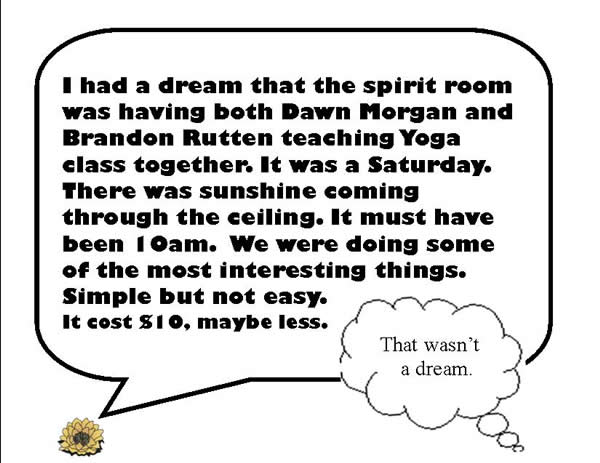 I had a dream that the spirit room
was having both Dawn Morgan and
Brandon Rutten teaching Yoga
class together. It was a Saturday.
There was sunshine coming
through the ceiling. It must have
been 10am. We were doing some
of the most interesting things.
Simple but not easy.
It cost $10, maybe less.
That wasn't
a dream.